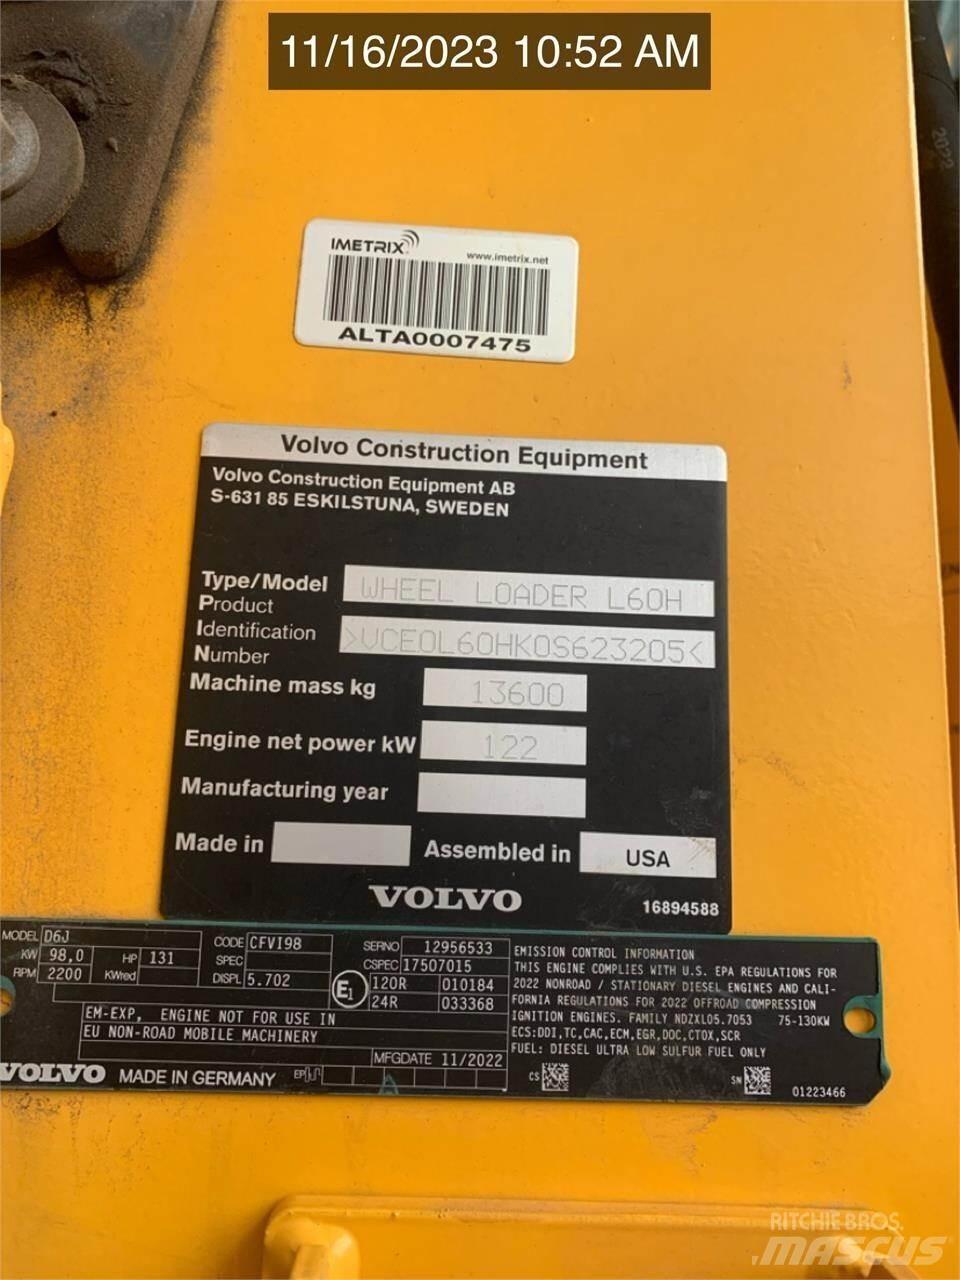 11/16/2023 10:52 AM
IMETRIX
www.imetrix.net
ALTA0007475
Volvo Construction Equipment
Volvo Construction Equipment AB
S-631 85 ESKILSTUNA, SWEDEN
Type/Model WHEEL LOADER L60H
Product
Identification >VCE0L60HK0S623205<
Number
Machine mass kg 13600
Engine net power kW 122
Manufacturing year
Made in Assembled in USA
VOLVO
16894588
MODEL D6J
KW 98,0 HP 131
RPM 2200 KWred
CODE CFVI98
SPEC
DISPL 5.702
SERNO 12956533
CSPEC 17507015
E1 120R 010184
24R 033368
EM-EXP, ENGINE NOT FOR USE IN
EU NON-ROAD MOBILE MACHINERY
MFGDATE 11/2022
VOLVO MADE IN GERMANY EP
EMISSION CONTROL INFORMATION
THIS ENGINE COMPLIES WITH U.S. EPA REGULATIONS FOR
2022 NONROAD / STATIONARY DIESEL ENGINES AND CALI-
FORNIA REGULATIONS FOR 2022 OFFROAD COMPRESSION
IGNITION ENGINES. FAMILY NDZXL05.7053 75-130KW
ECS:DDI,TC,CAC,ECM,EGR,DOC,CTOX,SCR
FUEL: DIESEL ULTRA LOW SULFUR FUEL ONLY
CS SN 01223466
RITCHIE BROS.
MASCUS